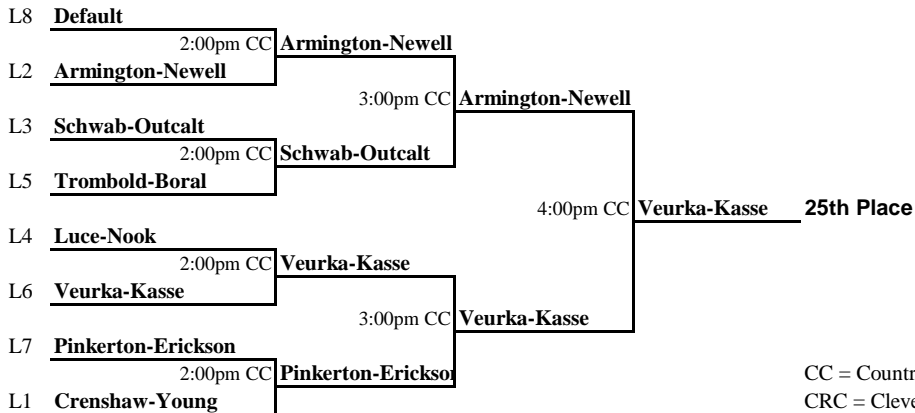 L8 Default
2:00pm CC Armington-Newell
L2 Armington-Newell
3:00pm CC Armington-Newell
L3 Schwab-Outcalt
2:00pm CC Schwab-Outcalt
L5 Trombold-Boral
4:00pm CC Veurka-Kasse 25th Place
L4 Luce-Nook
2:00pm CC Veurka-Kasse
L6 Veurka-Kasse
3:00pm CC Veurka-Kasse
L7 Pinkerton-Erickson
2:00pm CC Pinkerton-Erickson
CC = Countr
L1 Crenshaw-Young
CRC = Cleve